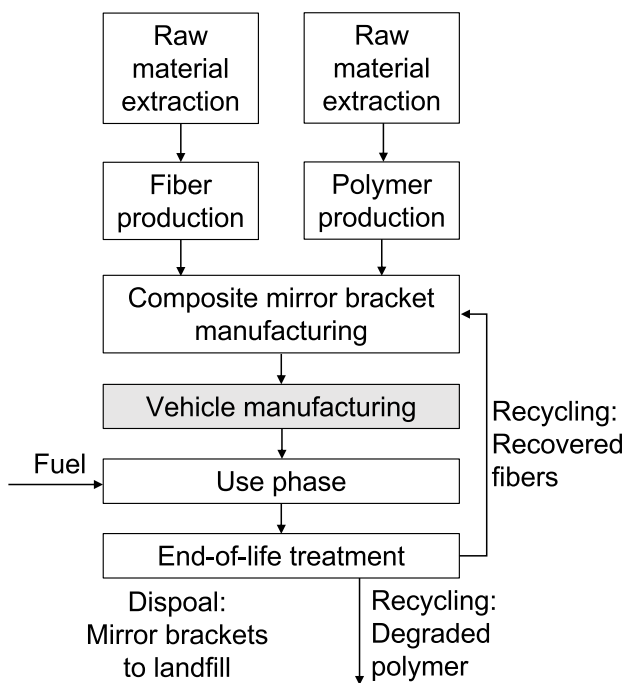 Raw
material
extraction
Raw
material
extraction
Fiber
production
Polymer
production
Composite mirror bracket
manufacturing
Vehicle manufacturing
Recycling:
Recovered
fibers
Fuel
Use phase
End-of-life treatment
Dispoal:
Mirror brackets
to landfill
Recycling:
Degraded
polymer